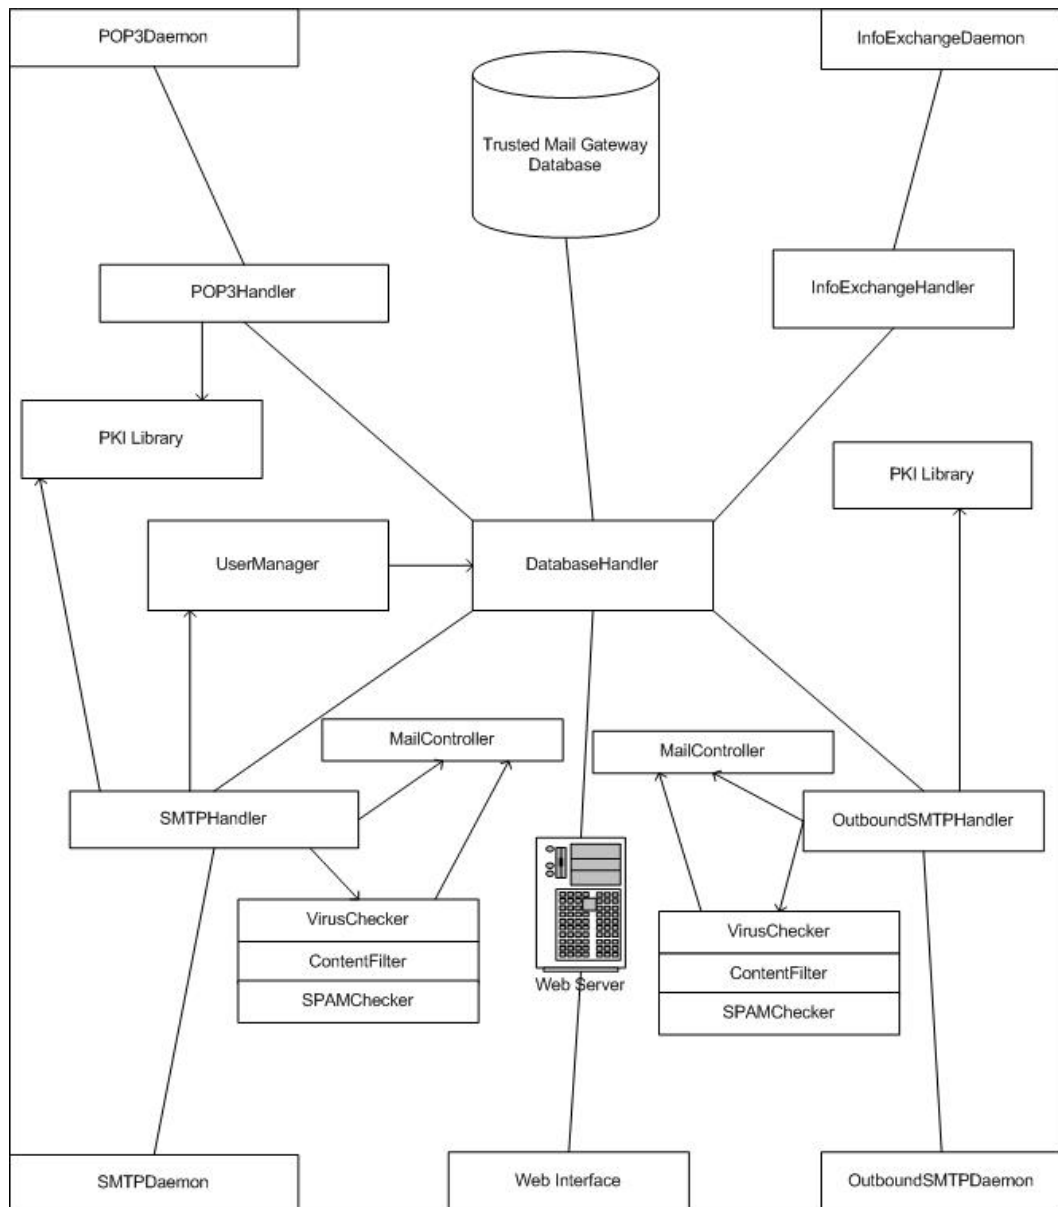 POP3Daemon
InfoExchangeDaemon
Trusted Mail Gateway
Database
POP3Handler
InfoExchangeHandler
PKI Library
PKI Library
UserManager
DatabaseHandler
MailController
MailController
SMTPHandler
OutboundSMTPHandler
VirusChecker
ContentFilter
SPAMChecker
Web Server
VirusChecker
ContentFilter
SPAMChecker
SMTPDaemon
Web Interface
OutboundSMTPDaemon